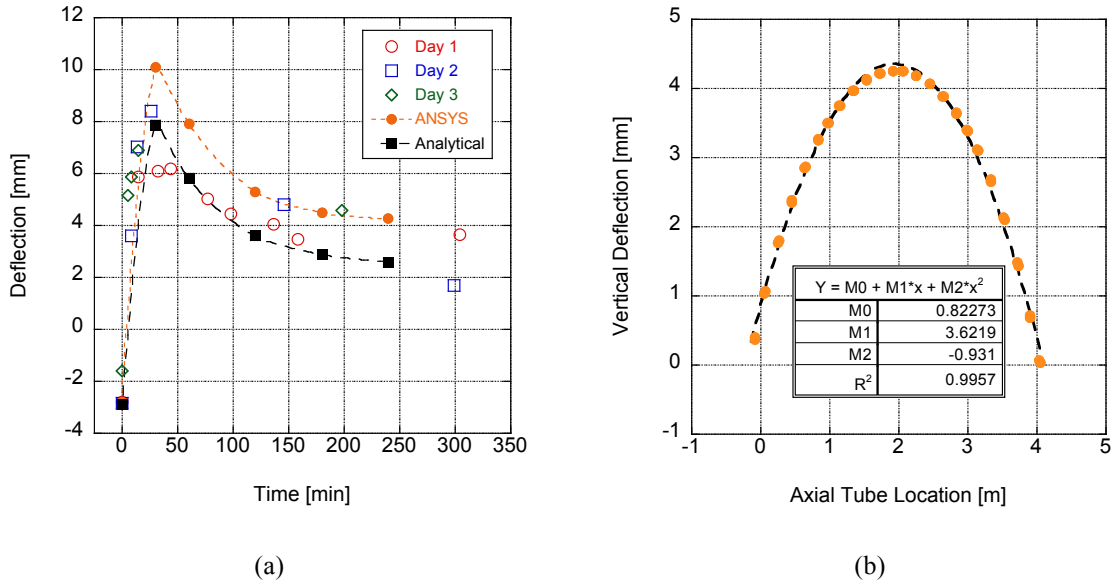 12
10
8
6
4
2
0
-2
-4
Deflection [mm]
0 50 100 150 200 250 300 350
Time [min]
Day 1
Day 2
Day 3
ANSYS
Analytical
(a)
5
4
3
2
1
0
-1
Vertical Deflection [mm]
-1 0 1 2 3 4 5
Axial Tube Location [m]
Y = M0 + M1*x + M2*x²
M0 0.82273
M1 3.6219
M2 -0.931
R² 0.9957
(b)